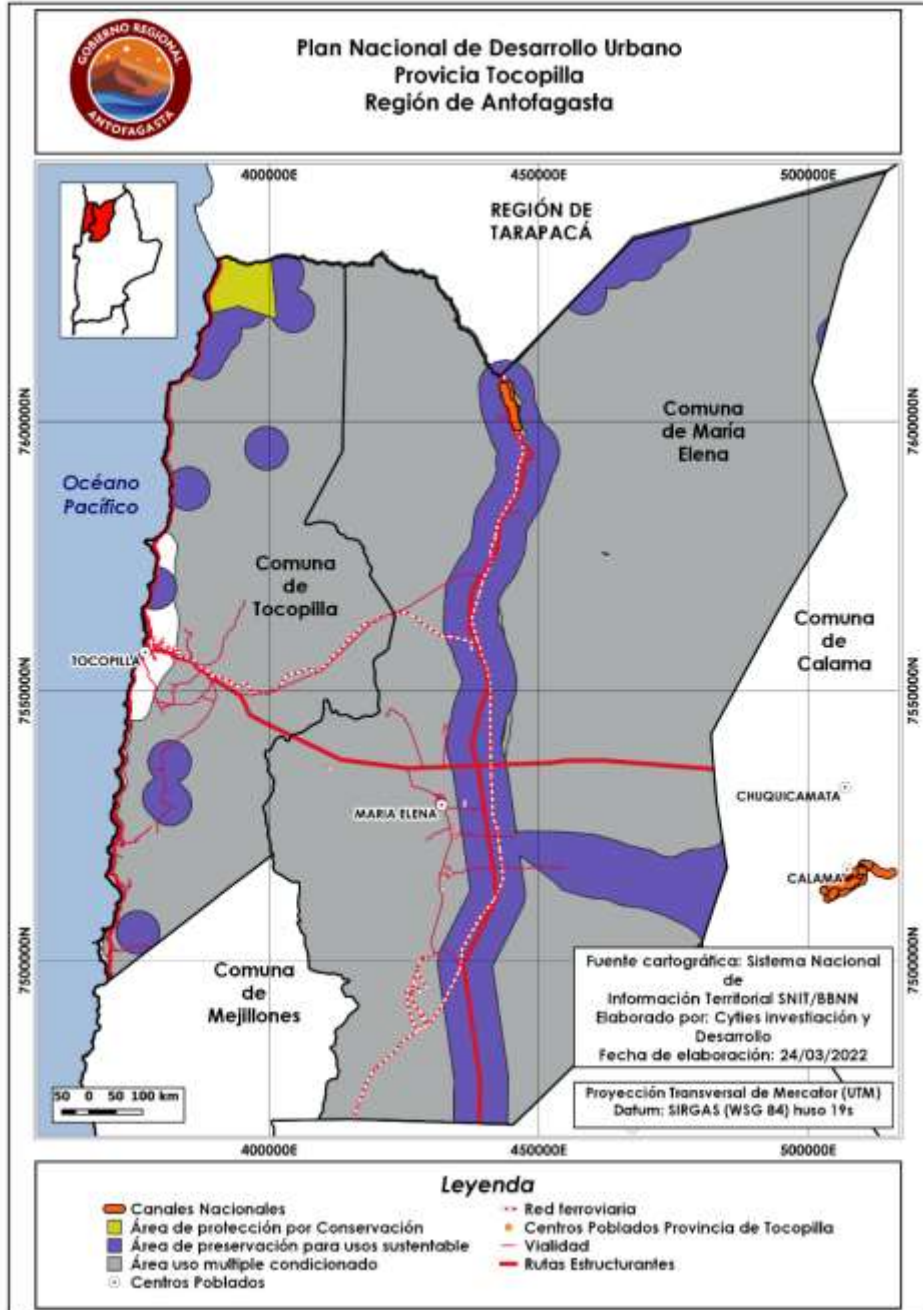 GOBIERNO REGIONAL
ANTOFAGASTA
Plan Nacional de Desarrollo Urbano
Provicia Tocopilla
Región de Antofagasta
400000E
450000E
500000E
REGIÓN DE
TARAPACÁ
7600000N
7600000N
Comuna
de María
Elena
Océano
Pacífico
Comuna
de
Tocopilla
Comuna
de
Calama
TOCOPILLA
7550000N
7550000N
CHUQUICAMATA
MARIA ELENA
CALAMA
7500000N
7500000N
Comuna
de
Mejillones
Fuente cartográfica: Sistema Nacional
de
Información Territorial SNIT/BBNN
Elaborado por: Cyties investiación y
Desarrollo
Fecha de elaboración: 24/03/2022
50 0 50 100 km
Proyección Transversal de Mercator (UTM)
Datum: SIRGAS (WSG 84) huso 19s
400000E
450000E
500000E
Leyenda
Canales Nacionales
Área de protección por Conservación
Área de preservación para usos sustentable
Área uso multiple condicionado
Centros Poblados
Red ferroviaria
Centros Poblados Provincia de Tocopilla
Vialidad
Rutas Estructurantes